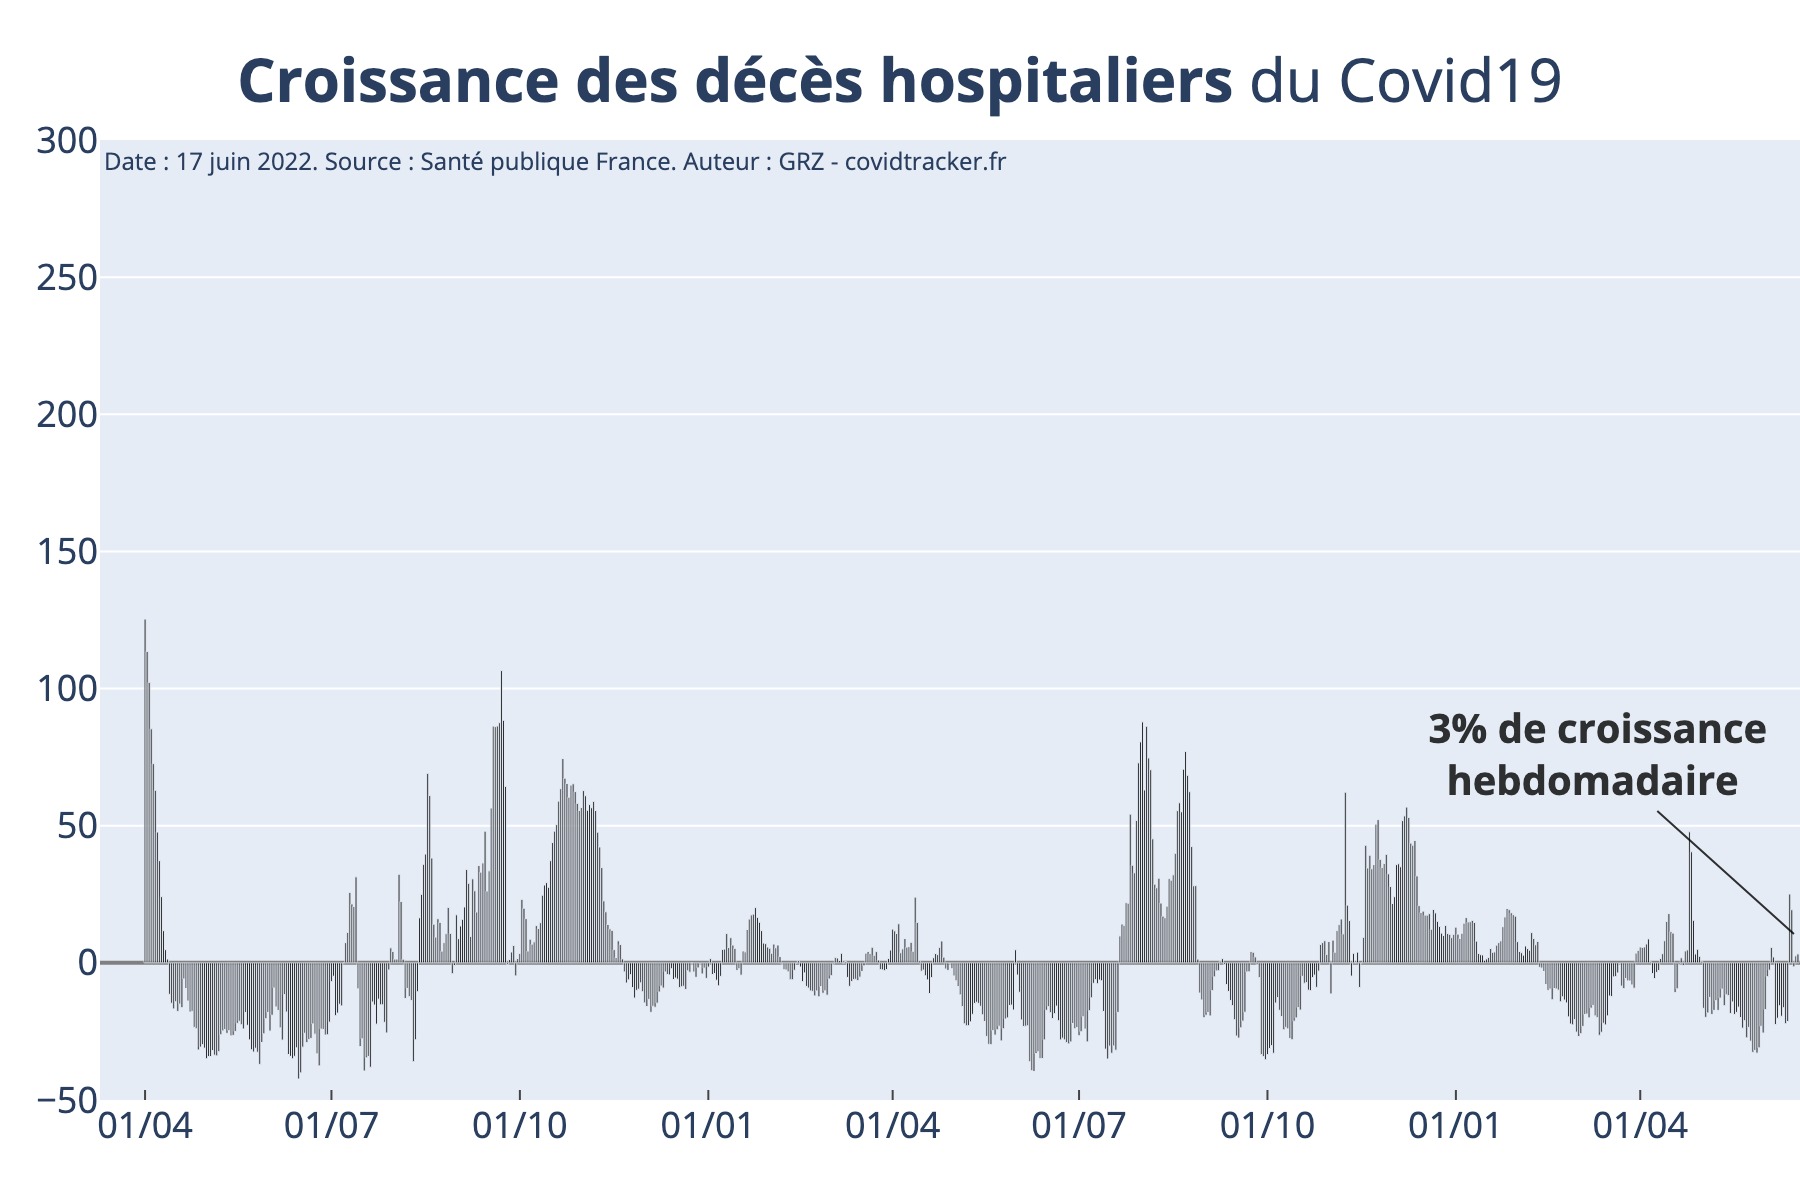 Croissance des décès hospitaliers du Covid19
Date : 17 juin 2022. Source : Santé publique France. Auteur : GRZ - covidtracker.fr
300
250
200
150
100
50
0
−50
3% de croissance
hebdomadaire
01/04 01/07 01/10 01/01 01/04 01/07 01/10 01/01 01/04